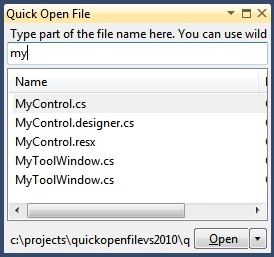 Quick Open File
Type part of the file name here. You can use wild
my
Name
MyControl.cs
MyControl.designer.cs
MyControl.resx
MyToolWindow.cs
MyToolWindow.cs
c:\projects\quickopenfilevs2010\q
Open